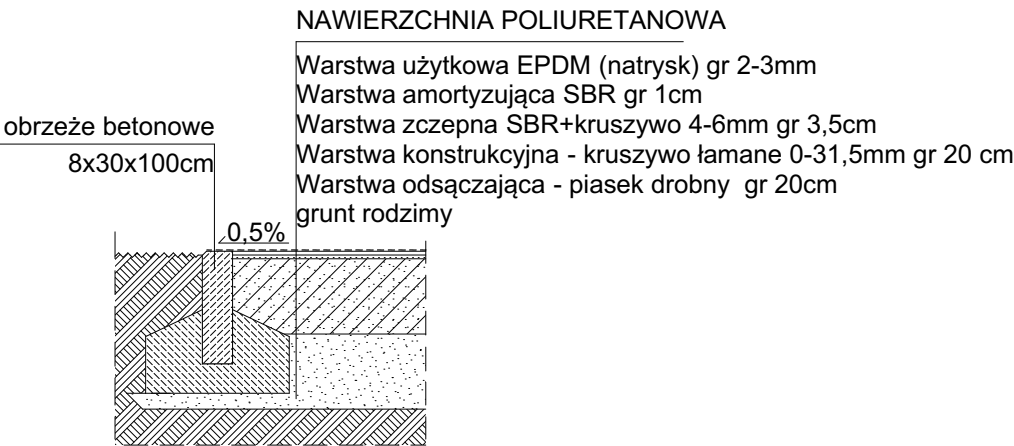 NAWIERZCHNIA POLIURETANOWA
Warstwa użytkowa EPDM (natrysk) gr 2-3mm
Warstwa amortyzująca SBR gr 1cm
Warstwa zczepna SBR+kruszywo 4-6mm gr 3,5cm
Warstwa konstrukcyjna - kruszywo łamane 0-31,5mm gr 20 cm
Warstwa odsączająca - piasek drobny gr 20cm
grunt rodzimy
obrzeże betonowe
8x30x100cm
0,5%